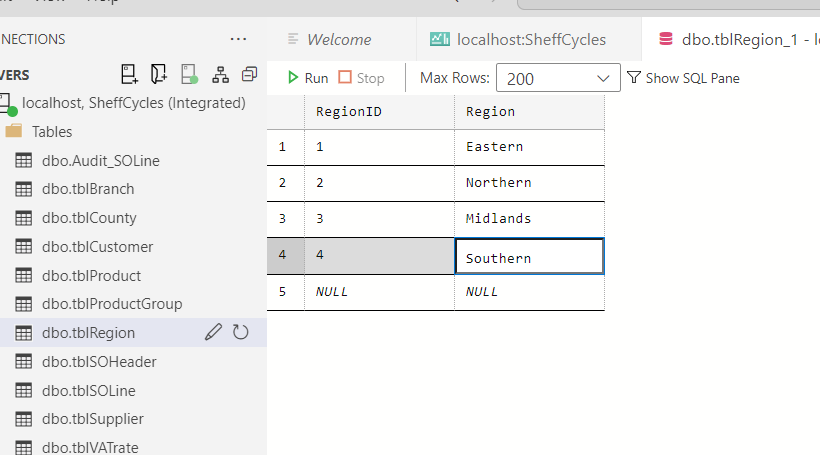 NECTIONS
Welcome
localhost:SheffCycles
dbo.tblRegion_1 - l
VERS
Run
Stop
Max Rows:
200
Show SQL Pane
localhost, SheffCycles (Integrated)
Tables
dbo.Audit_SOLine
dbo.tblBranch
dbo.tblCounty
dbo.tblCustomer
dbo.tblProduct
dbo.tblProductGroup
dbo.tblRegion
dbo.tblSOHeader
dbo.tblSOLine
dbo.tblSupplier
dbo.tblVATrate
RegionID Region
1 1 Eastern
2 2 Northern
3 3 Midlands
4 4 Southern
5 NULL NULL